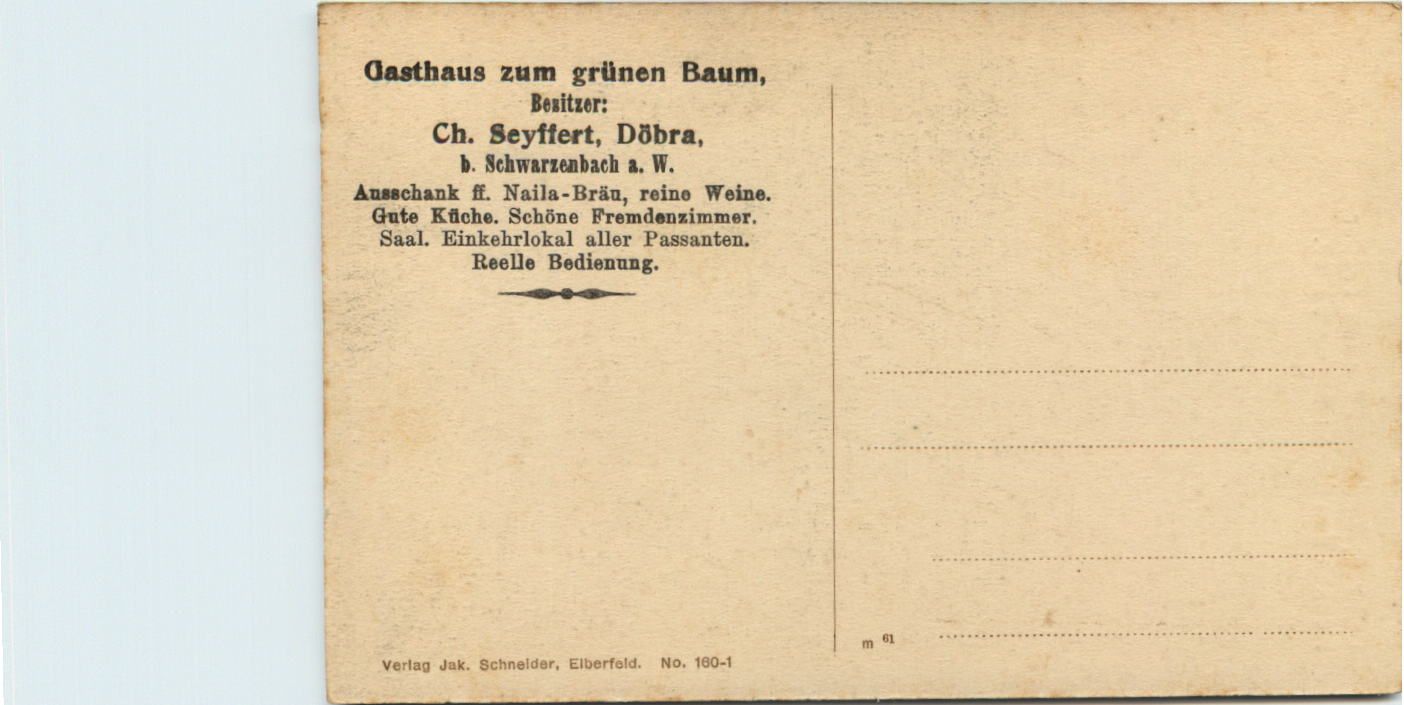 Gasthaus zum grünen Baum,
Besitzer:
Ch. Seyffert, Döbra,
b. Schwarzenbach a. W.
Ausschank ff. Naila-Bräu, reine Weine.
Gute Küche. Schöne Fremdenzimmer.
Saal. Einkehrlokal aller Passanten.
Reelle Bedienung.
Verlag Jak. Schneider, Elberfeld. No. 160-1
m 61